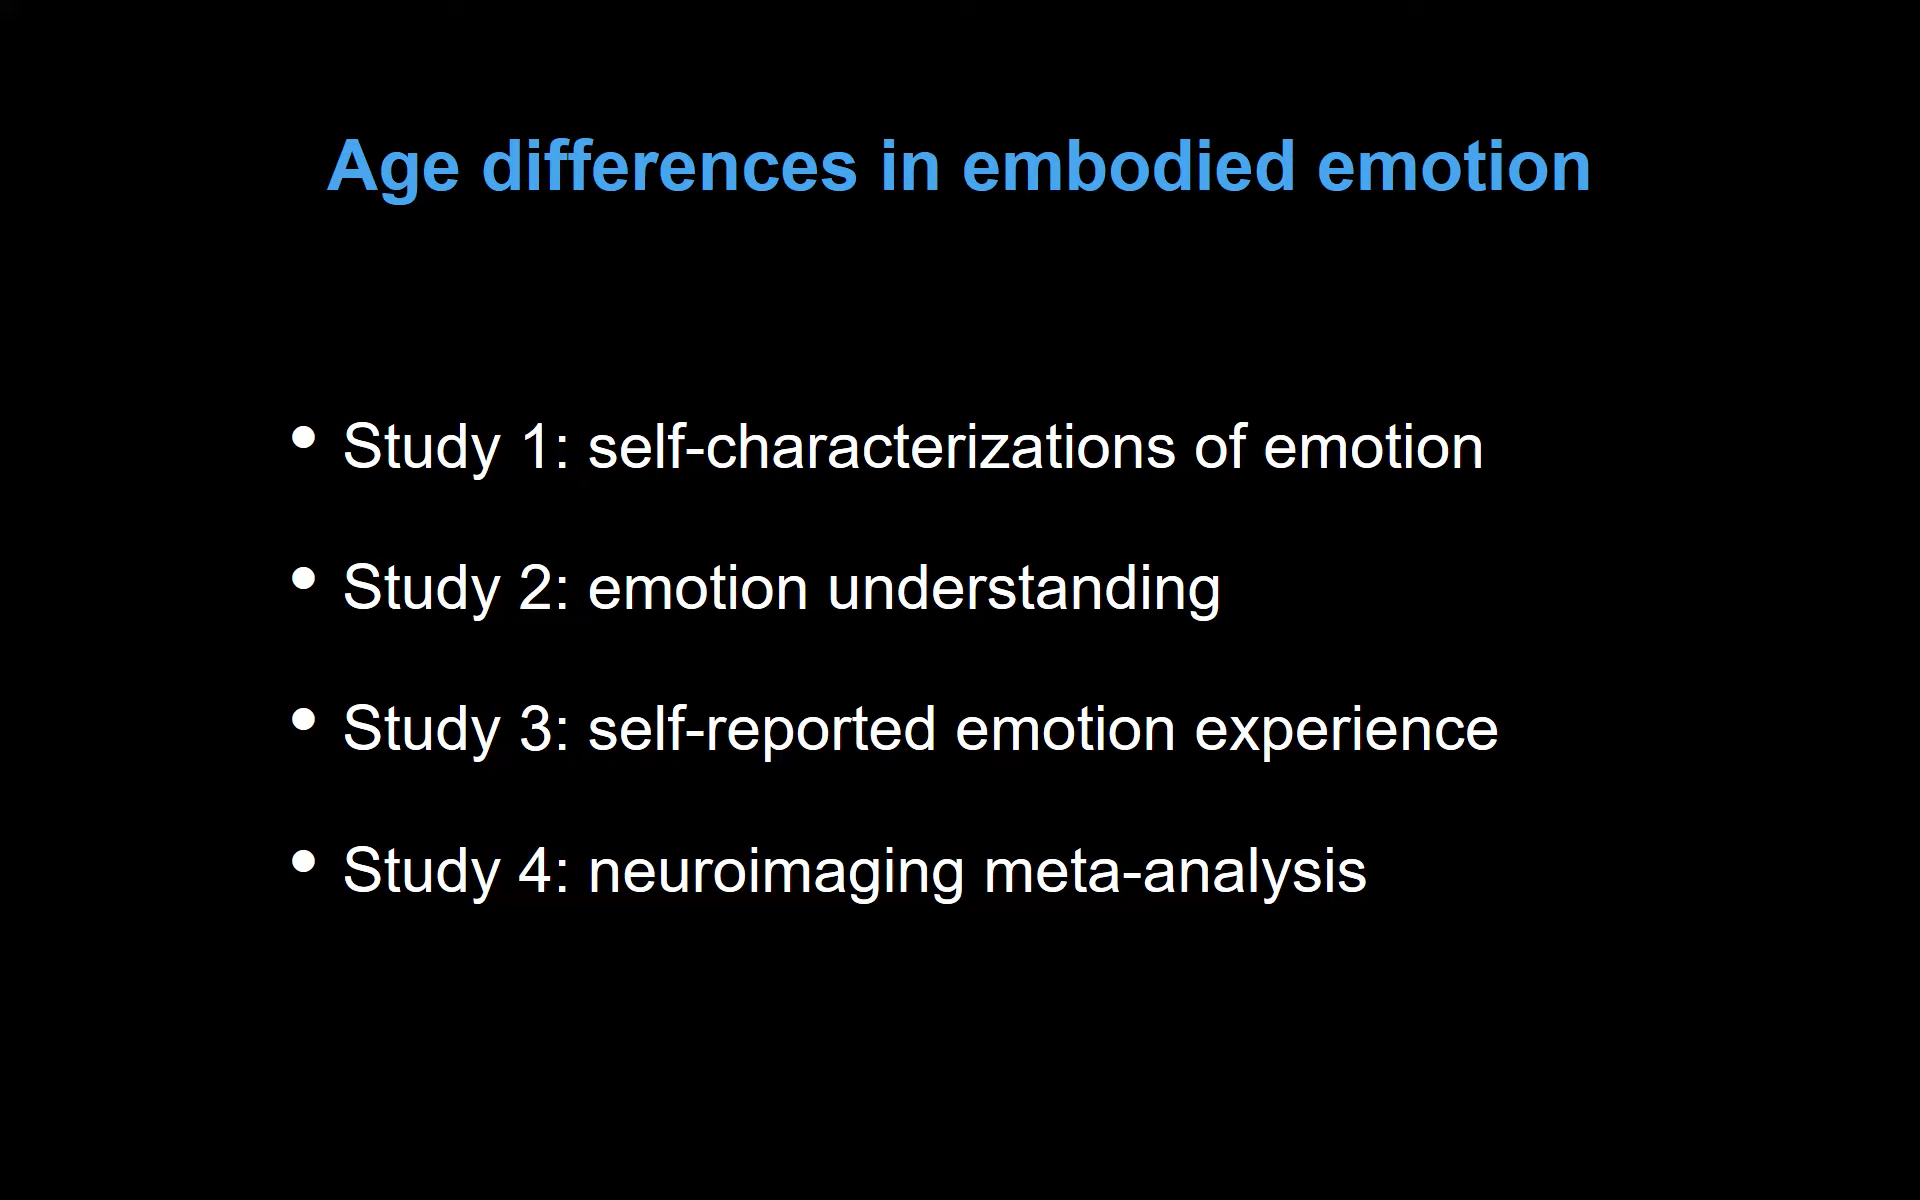 Age differences in embodied emotion
• Study 1: self-characterizations of emotion
• Study 2: emotion understanding
• Study 3: self-reported emotion experience
• Study 4: neuroimaging meta-analysis